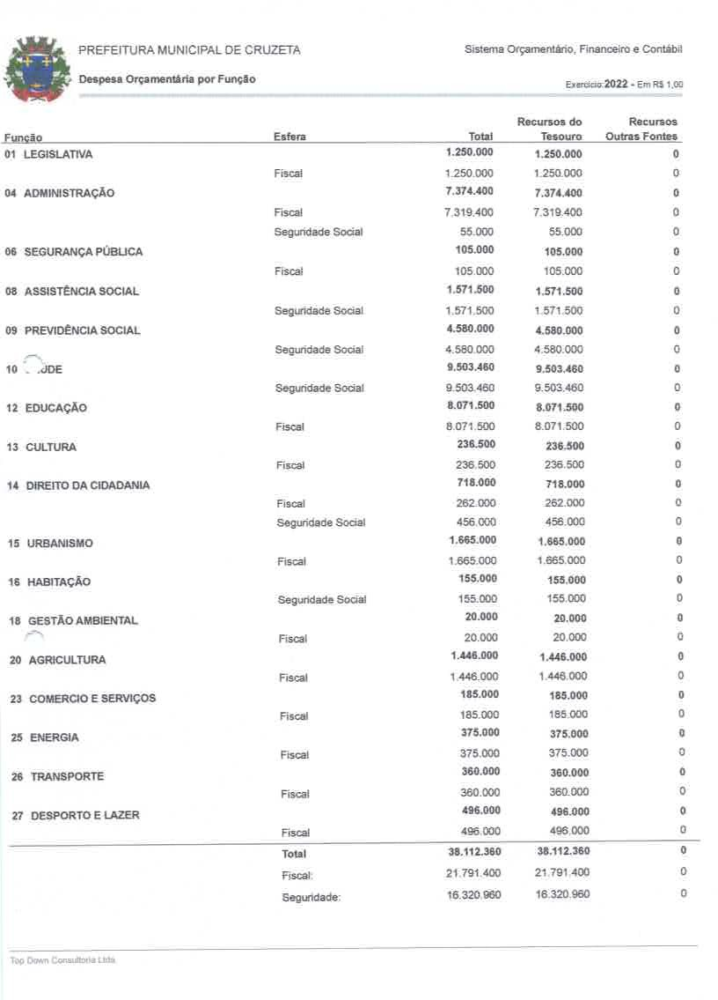 PREFEITURA MUNICIPAL DE CRUZETA Sistema Orçamentário, Financeiro e Contábil
Despesa Orçamentária por Função Exercício:2022 - Em R$ 1,00
Recursos do Recursos
Função Esfera Total Tesouro Outras Fontes
01 LEGISLATIVA 1.250.000 1.250.000 0
Fiscal 1.250.000 1.250.000 0
04 ADMINISTRAÇÃO 7.374.400 7.374.400 0
Fiscal 7.319.400 7.319.400 0
Seguridade Social 55.000 55.000 0
06 SEGURANÇA PÚBLICA 105.000 105.000 0
Fiscal 105.000 105.000 0
08 ASSISTÊNCIA SOCIAL 1.571.500 1.571.500 0
Seguridade Social 1.571.500 1.571.500 0
09 PREVIDÊNCIA SOCIAL 4.580.000 4.580.000 0
Seguridade Social 4.580.000 4.580.000 0
10 9.503.460 9.503.460 0
Seguridade Social 9.503.460 9.503.460 0
12 EDUCAÇÃO 8.071.500 8.071.500 0
Fiscal 8.071.500 8.071.500 0
13 CULTURA 236.500 236.500 0
Fiscal 236.500 236.500 0
14 DIREITO DA CIDADANIA 718.000 718.000 0
Fiscal 262.000 262.000 0
Seguridade Social 456.000 456.000 0
15 URBANISMO 1.665.000 1.665.000 0
Fiscal 1.665.000 1.665.000 0
16 HABITAÇÃO 155.000 155.000 0
Seguridade Social 155.000 155.000 0
18 GESTÃO AMBIENTAL 20.000 20.000 0
Fiscal 20.000 20.000 0
20 AGRICULTURA 1.446.000 1.446.000 0
Fiscal 1.446.000 1.446.000 0
23 COMERCIO E SERVIÇOS 185.000 185.000 0
Fiscal 185.000 185.000 0
25 ENERGIA 375.000 375.000 0
Fiscal 375.000 375.000 0
26 TRANSPORTE 360.000 360.000 0
Fiscal 360.000 360.000 0
27 DESPORTO E LAZER 496.000 496.000 0
Fiscal 496.000 496.000 0
Total 38.112.360 38.112.360 0
Fiscal: 21.791.400 21.791.400 0
Seguridade: 16.320.960 16.320.960 0
Top Down Consultoria Ltda.